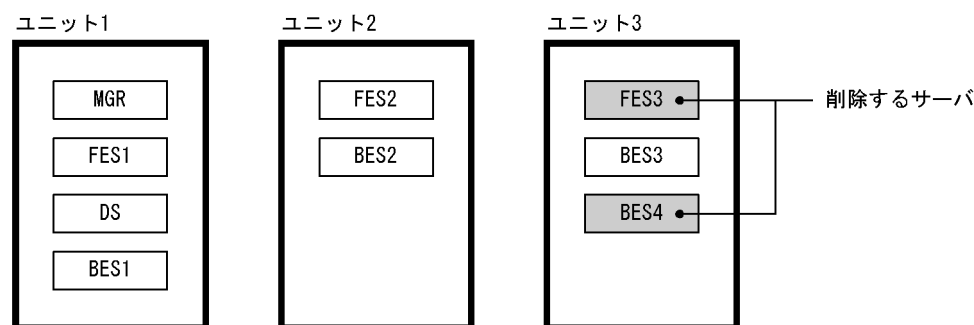 ユニット1
MGR
FES1
DS
BES1
ユニット2
FES2
BES2
ユニット3
FES3
BES3
BES4
削除するサーバ